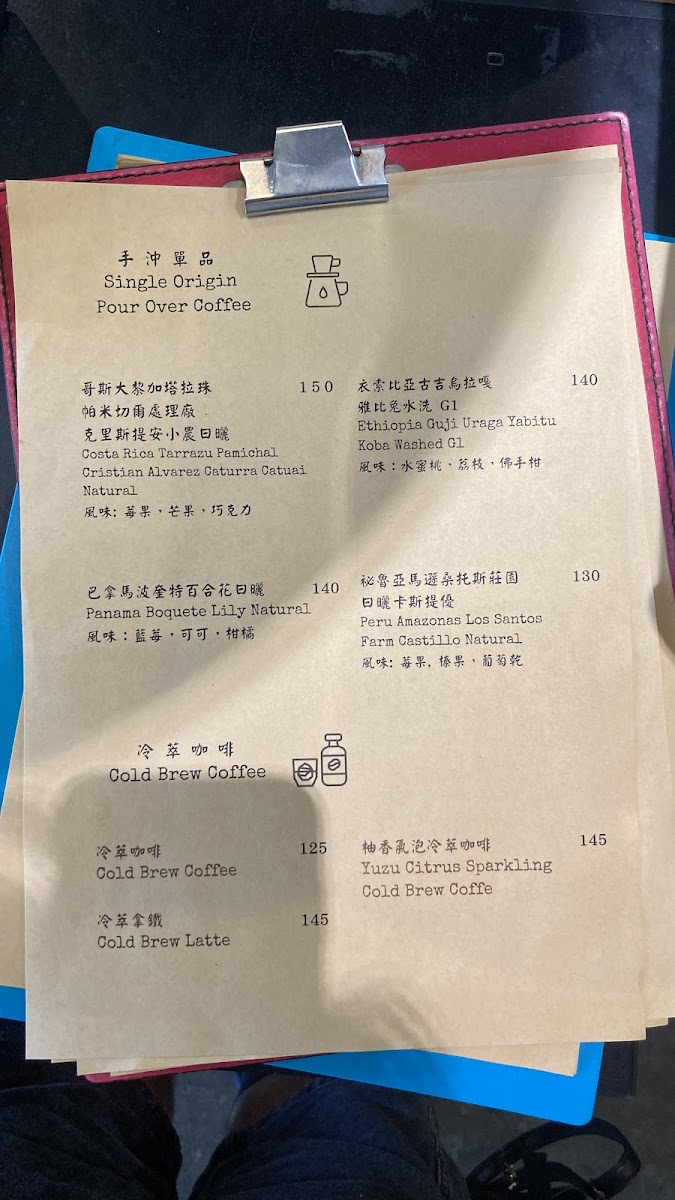 手沖單品
Single Origin
Pour Over Coffee
哥斯大黎加塔拉珠 150
帕米切爾處理廠
克里斯提安小農日曬
Costa Rica Tarrazu Pamichal
Cristian Alvarez Caturra Catuai
Natural
風味: 莓果,芒果,巧克力
衣索比亞古吉烏拉嘎 140
雅比兔水洗 G1
Ethiopia Guji Uraga Yabitu
Koba Washed G1
風味：水蜜桃,荔枝,佛手柑
巴拿馬波奎特百合花日曬 140
Panama Boquete Lily Natural
風味：藍莓,可可,柑橘
祕魯亞馬遜桑托斯莊園 130
日曬卡斯提優
Peru Amazonas Los Santos
Farm Castillo Natural
風味: 莓果, 榛果,葡萄乾
冷萃咖啡
Cold Brew Coffee
冷萃咖啡 125
Cold Brew Coffee
冷萃拿鐵 145
Cold Brew Latte
柚香氣泡冷萃咖啡 145
Yuzu Citrus Sparkling
Cold Brew Coffe